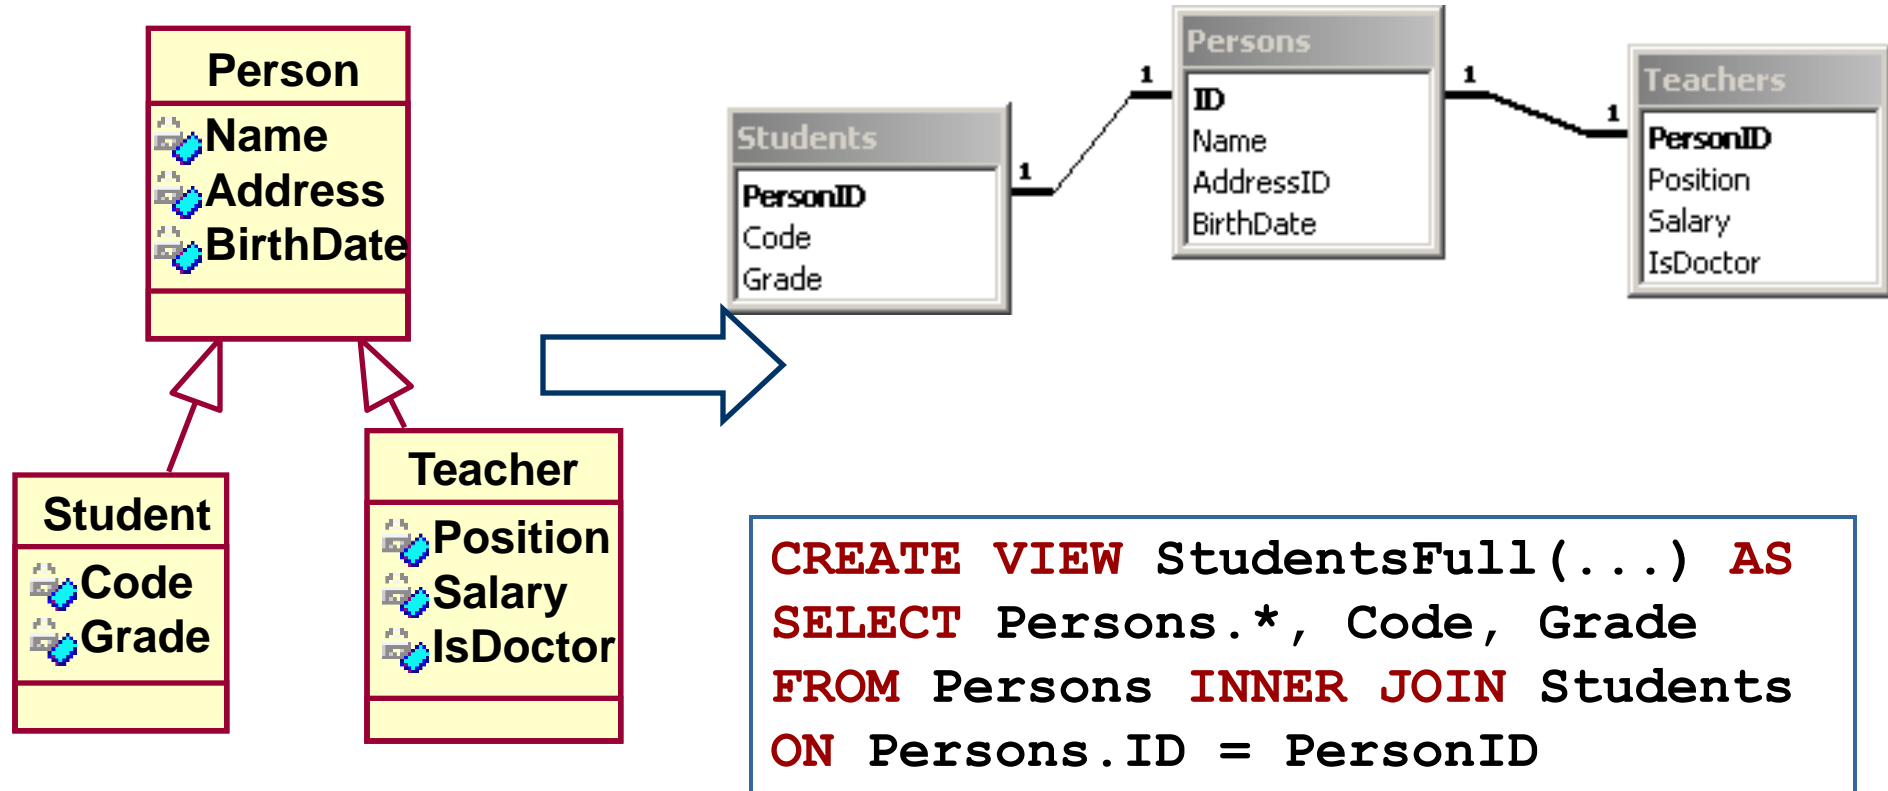 Person
Name
Address
BirthDate
Student
Code
Grade
Teacher
Position
Salary
IsDoctor
Students
PersonID
Code
Grade
1
1
Persons
ID
Name
AddressID
BirthDate
1
1
Teachers
PersonID
Position
Salary
IsDoctor
CREATE VIEW StudentsFull(...) AS
SELECT Persons.*, Code, Grade
FROM Persons INNER JOIN Students
ON Persons.ID = PersonID